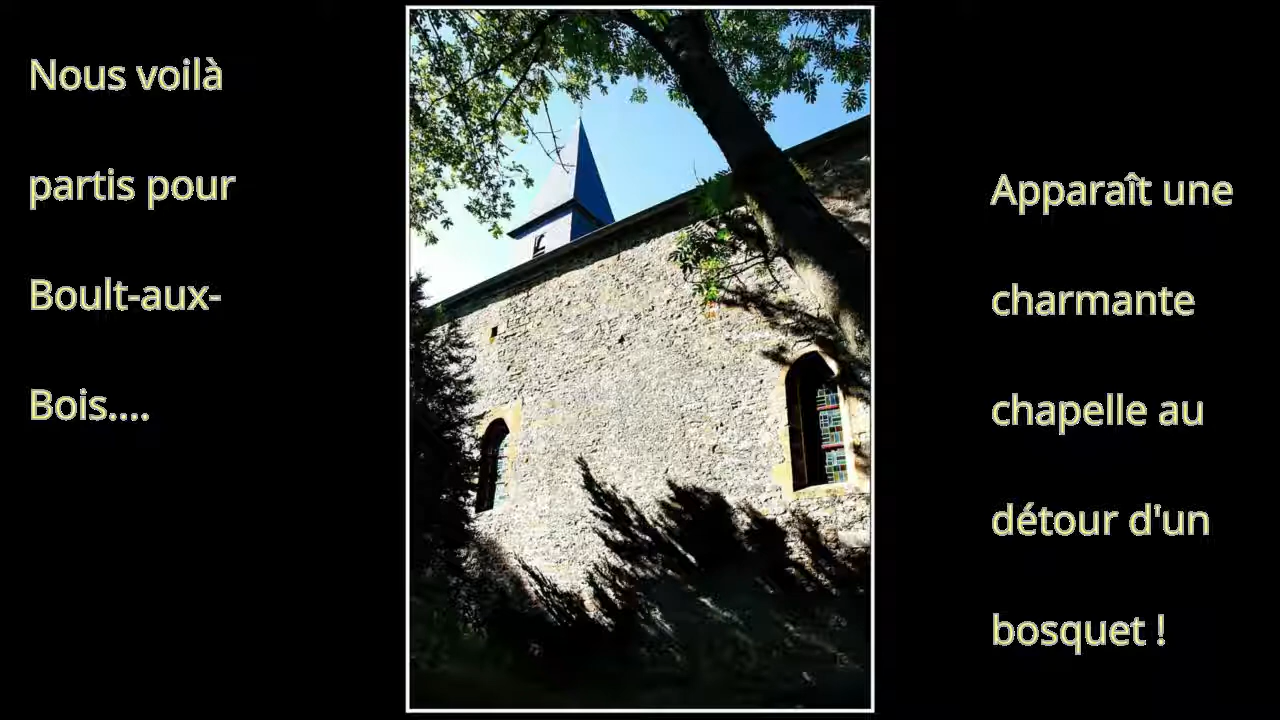 Nous voilà
partis pour
Boult-aux-
Bois....
Apparaît une
charmante
chapelle au
détour d'un
bosquet !